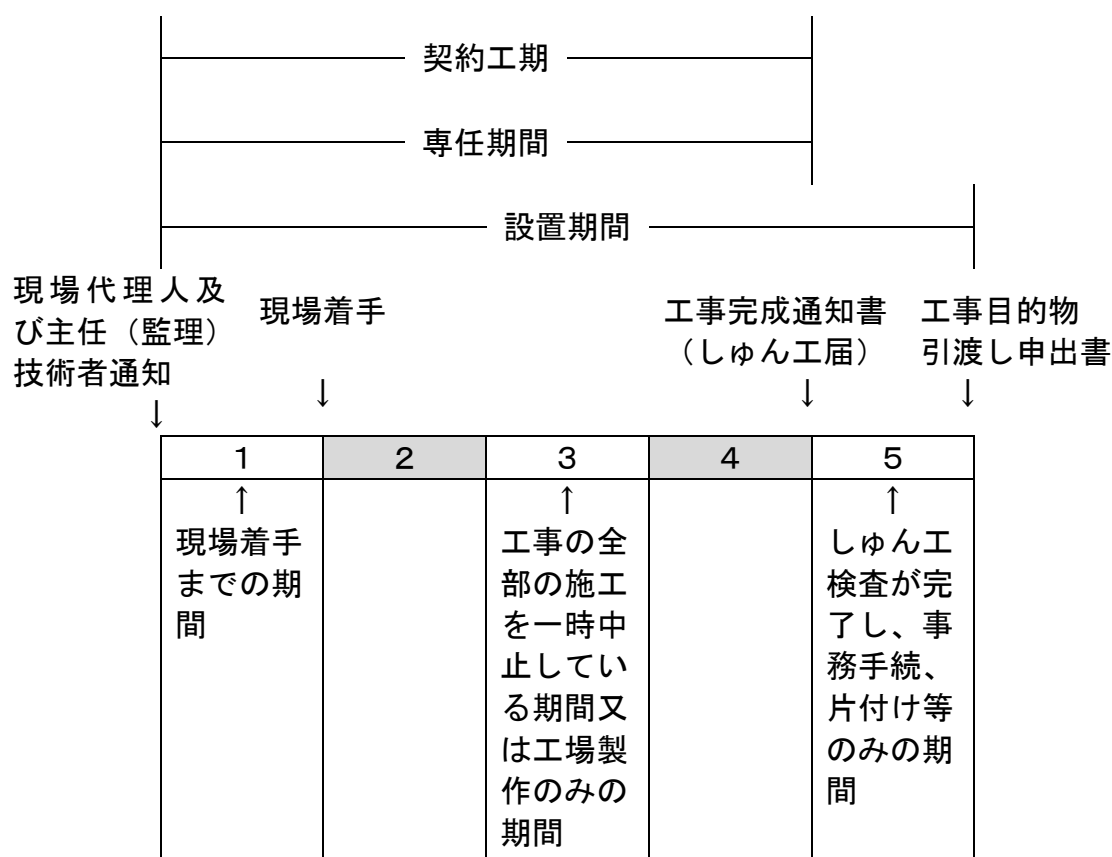 契約工期
専任期間
設置期間
現場代理人及
び主任（監理）
技術者通知
現場着手
工事完成通知書
（しゅん工届）
工事目的物
引渡し申出書
↓
↓
↓
↓
1
2
3
4
5
↑
現場着手
までの期
間
↑
工事の全
部の施工
を一時中
止してい
る期間又
は工場製
作のみの
期間
↑
しゅん工
検査が完
了し、事
務手続、
片付け等
のみの期
間